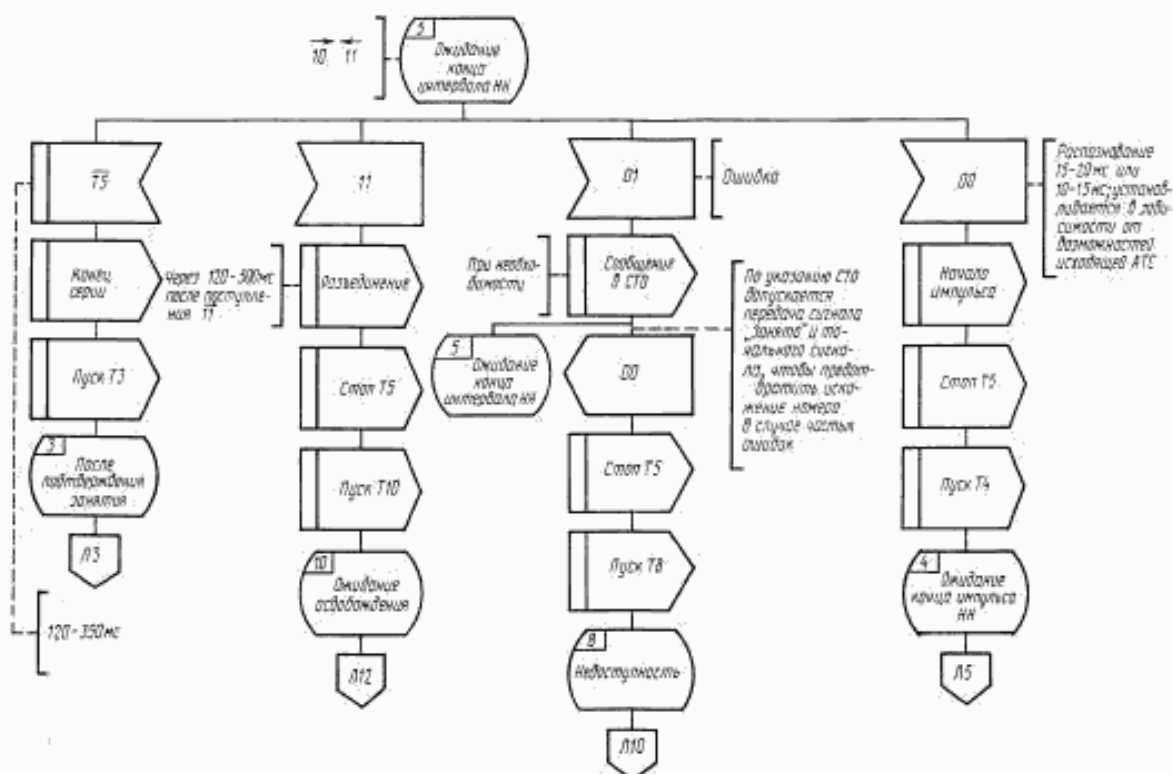 10 11
5
Ожидание
конца
интервала НН
T5
11
01
Ошибка
00
Распознавание
15-20мс или
10-15мс; установ-
ливается в зави-
симости от
возможностей
исходящей АТС
Конец
серии
Через 120-300мс
после поступле-
ния 11
Разъединение
При необхо-
димости
Сообщение
в СТО
По указанию СТО
допускается
передача сигнала
„Занято" и то-
нального сигна-
ла, чтобы предот-
вратить иска-
жение номера
в случае частых
ошибок
Начало
импульса
Пуск Т3
Стоп Т5
5
Ожидание
конца
интервала НН
00
Стоп Т5
3
После
подтверждения
занятия
Пуск Т10
Стоп Т5
Пуск Т4
Л3
10
Ожидание
освобождения
Пуск Т8
4
Ожидание
конца импульса
НН
120-350мс
Л12
8
Недоступность
Л5
Л10